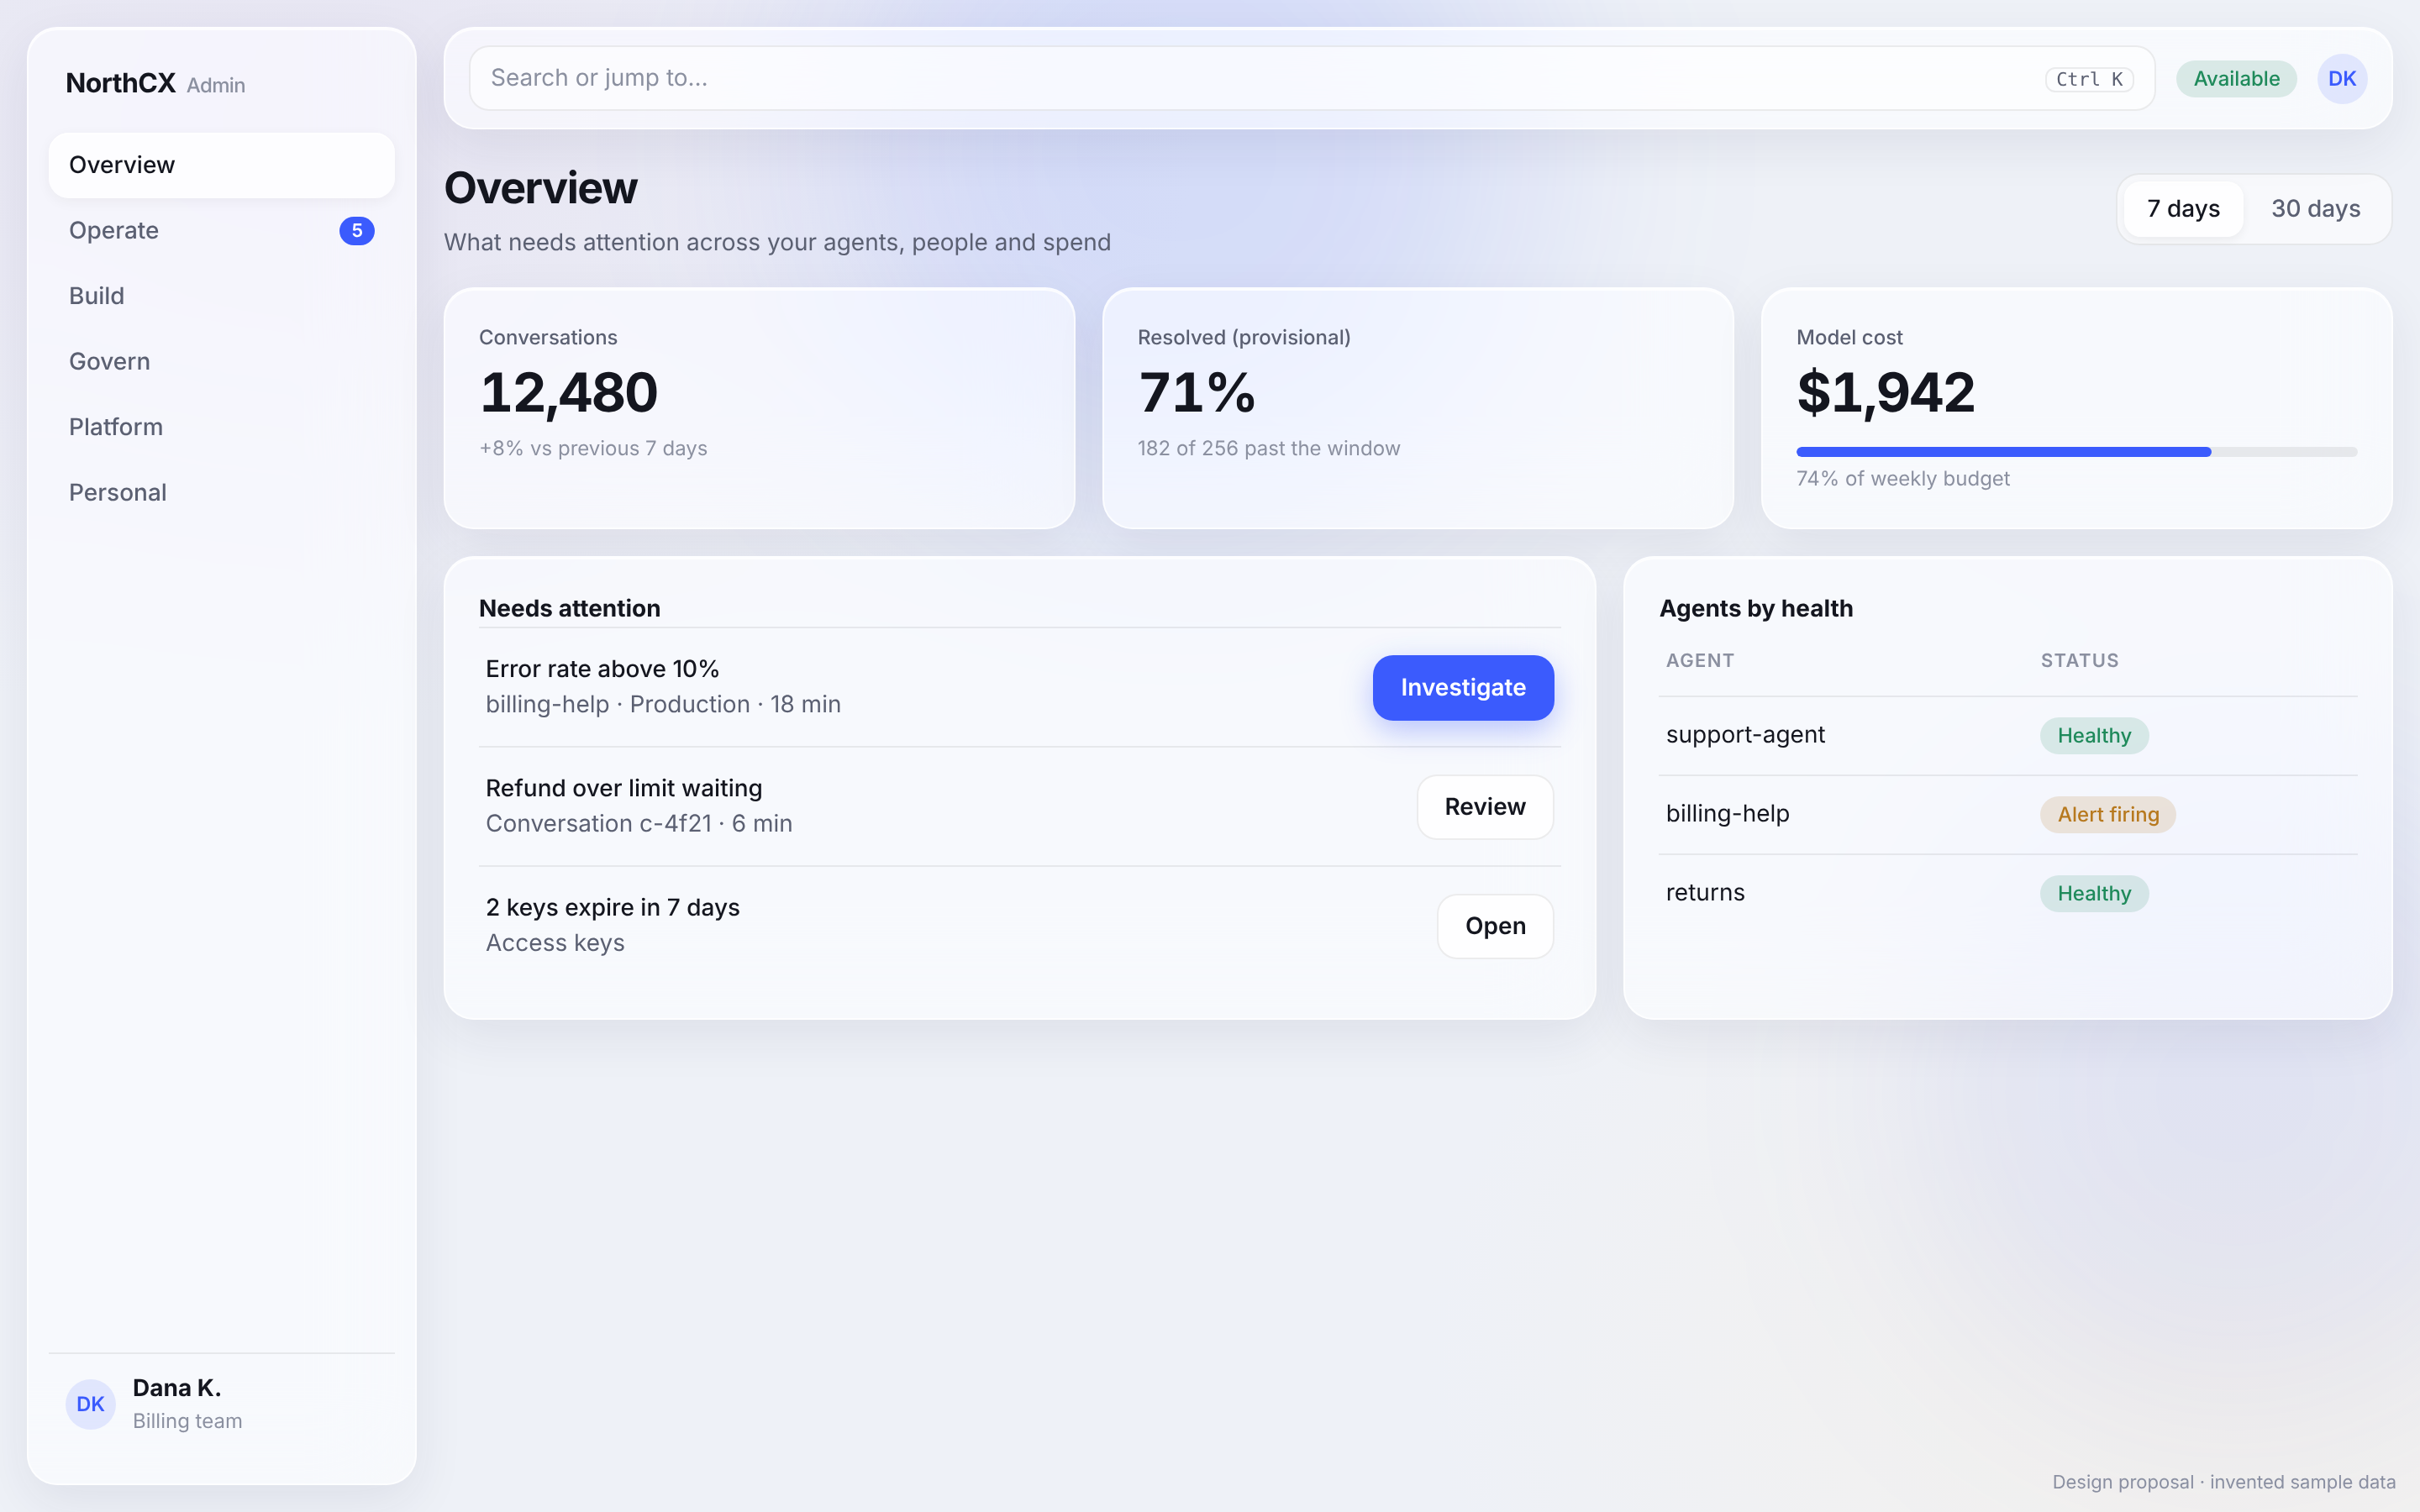 NorthCX Admin
Overview
Operate 5
Build
Govern
Platform
Personal
DK
Dana K.
Billing team
Search or jump to...
Ctrl K
Available
DK
Overview
What needs attention across your agents, people and spend
7 days
30 days
Conversations
12,480
+8% vs previous 7 days
Resolved (provisional)
71%
182 of 256 past the window
Model cost
$1,942
74% of weekly budget
Needs attention
Error rate above 10%
billing-help · Production · 18 min
Investigate
Refund over limit waiting
Conversation c-4f21 · 6 min
Review
2 keys expire in 7 days
Access keys
Open
Agents by health
AGENT STATUS
support-agent Healthy
billing-help Alert firing
returns Healthy
Design proposal · invented sample data